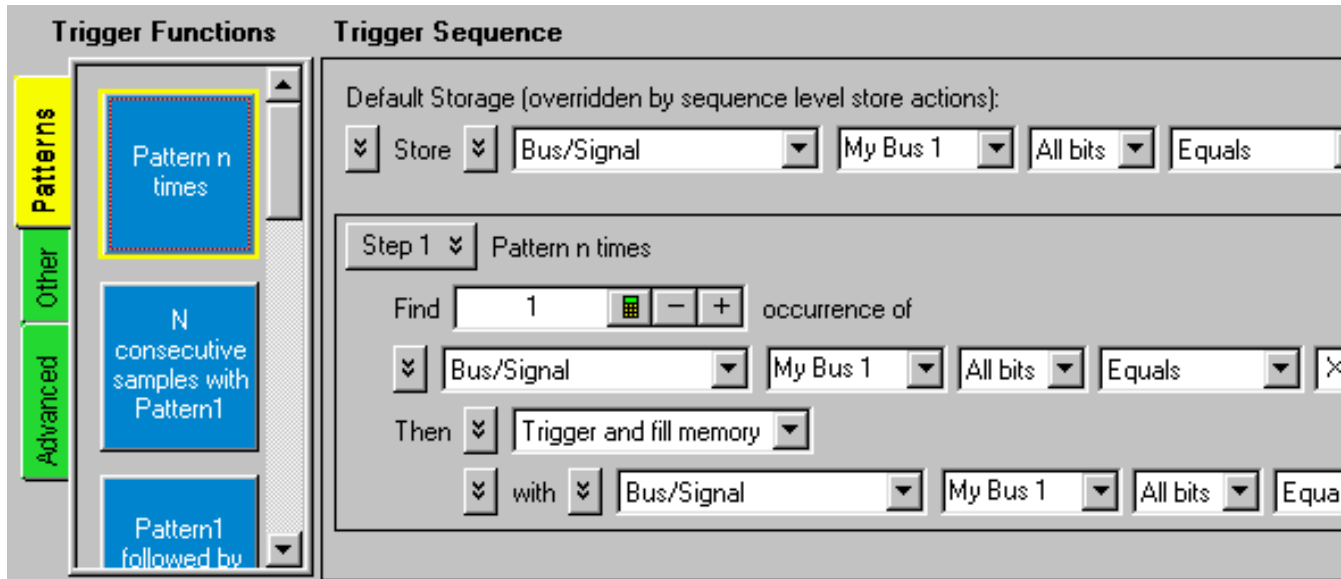 Trigger Functions
Trigger Sequence
Patterns
Other
Advanced
Pattern n
times
N
consecutive
samples with
Pattern1
Pattern1
followed by
Default Storage (overridden by sequence level store actions):
Store Bus/Signal My Bus 1 All bits Equals
Step 1 Pattern n times
Find 1 − + occurrence of
Bus/Signal My Bus 1 All bits Equals X
Then Trigger and fill memory
with Bus/Signal My Bus 1 All bits Equa